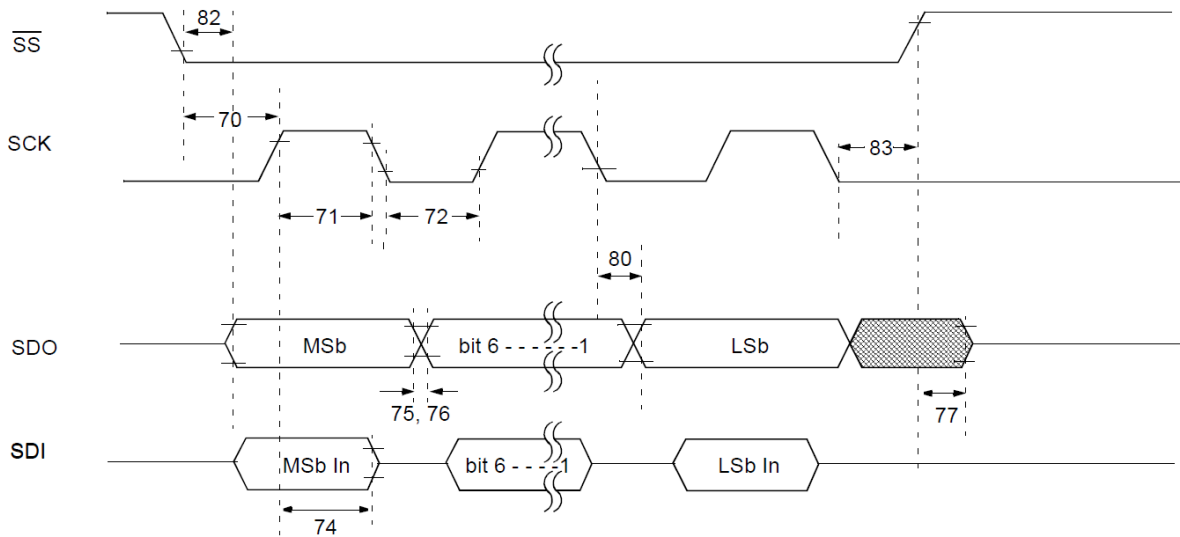 SS
82
70
SCK
83
71
72
80
SDO
MSb
bit 6 - - - - - -1
LSb
75, 76
77
SDI
MSb In
bit 6 - - - -1
LSb In
74